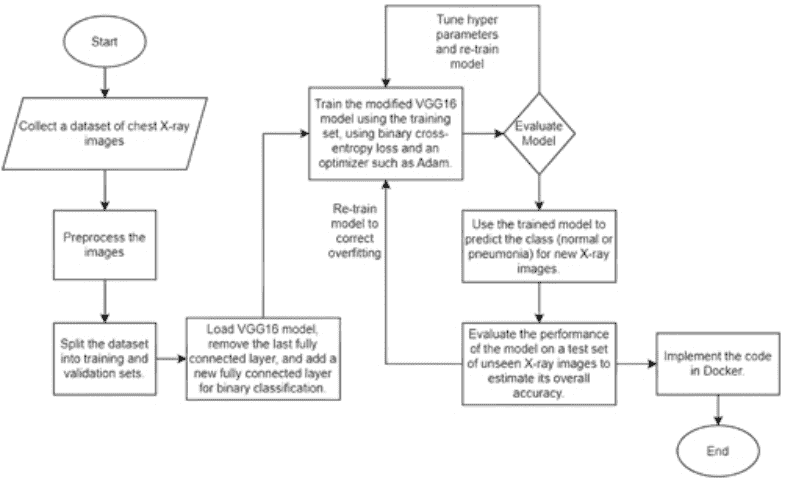 Start
Collect a dataset of chest X-ray
images
Preprocess the
images
Split the dataset
into training and
validation sets.
Load VGG16 model,
remove the last fully
connected layer, and add a
new fully connected layer
for binary classification.
Train the modified VGG16
model using the training
set, using binary cross-
entropy loss and an
optimizer such as Adam.
Tune hyper
parameters
and re-train
model
Evaluate
Model
Re-train
model to
correct
overfitting
Use the trained model to
predict the class (normal or
pneumonia) for new X-ray
images.
Evaluate the performance
of the model on a test set
of unseen X-ray images to
estimate its overall
accuracy.
Implement the code
in Docker.
End